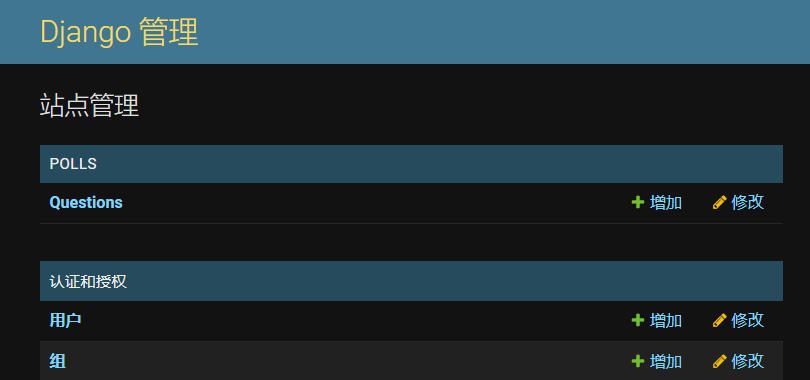 Django 管理
站点管理
POLLS
Questions 增加 修改
认证和授权
用户 增加 修改
组 增加 修改